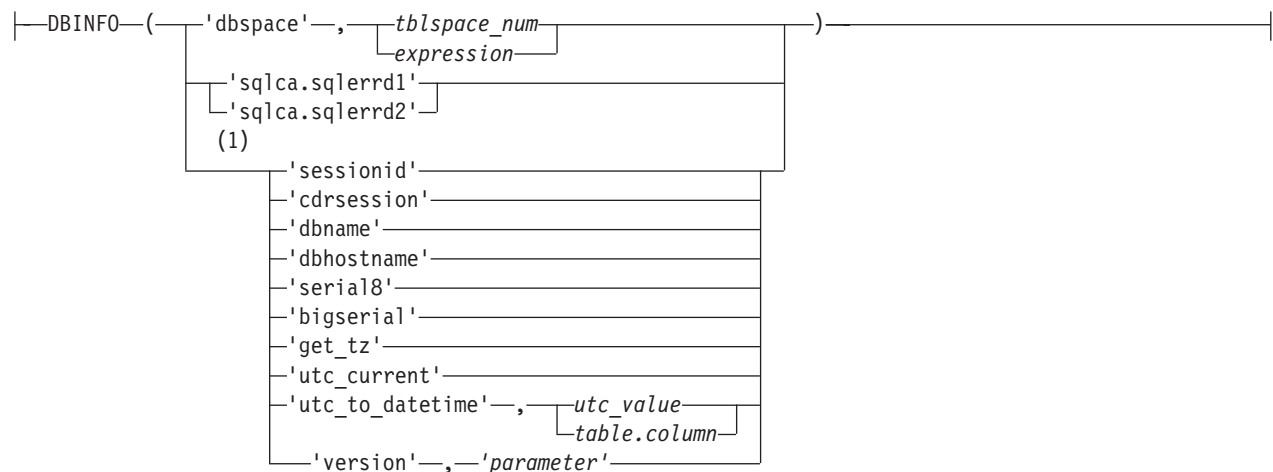 DBINFO ( 'dbspace' , tblspace_num )
expression
'sqlca.sqlerrd1'
'sqlca.sqlerrd2'
(1)
'sessionid'
'cdrsession'
'dbname'
'dbhostname'
'serial8'
'bigserial'
'get_tz'
'utc_current'
'utc_to_datetime' , utc_value
table.column
'version' , 'parameter'